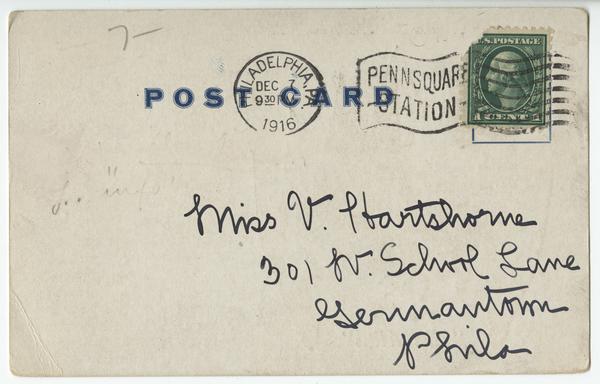 7-
U.S. POSTAGE
PHILADELPHIA, PA.
DEC 7
930 PM
1916
PENN SQUARE
STATION
1 CENT 1
POST CARD
Miss V. Hartshorne
301 W. School Lane
Germantown
Phila